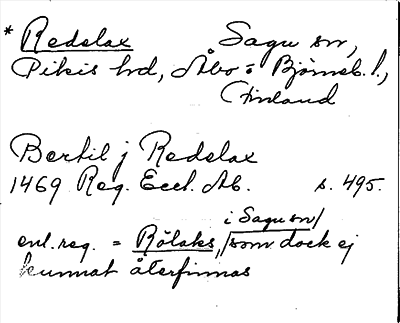 * Redelax Sagu sn,
Pikis hd, Åbo o Björneb. l.,
Finland
Bertil j Redelax
1469 Reg. Eccl. Ab. s. 495.
i Sagu sn/
enl. reg. = Rölaks, /som dock ej
kunnat återfinnas